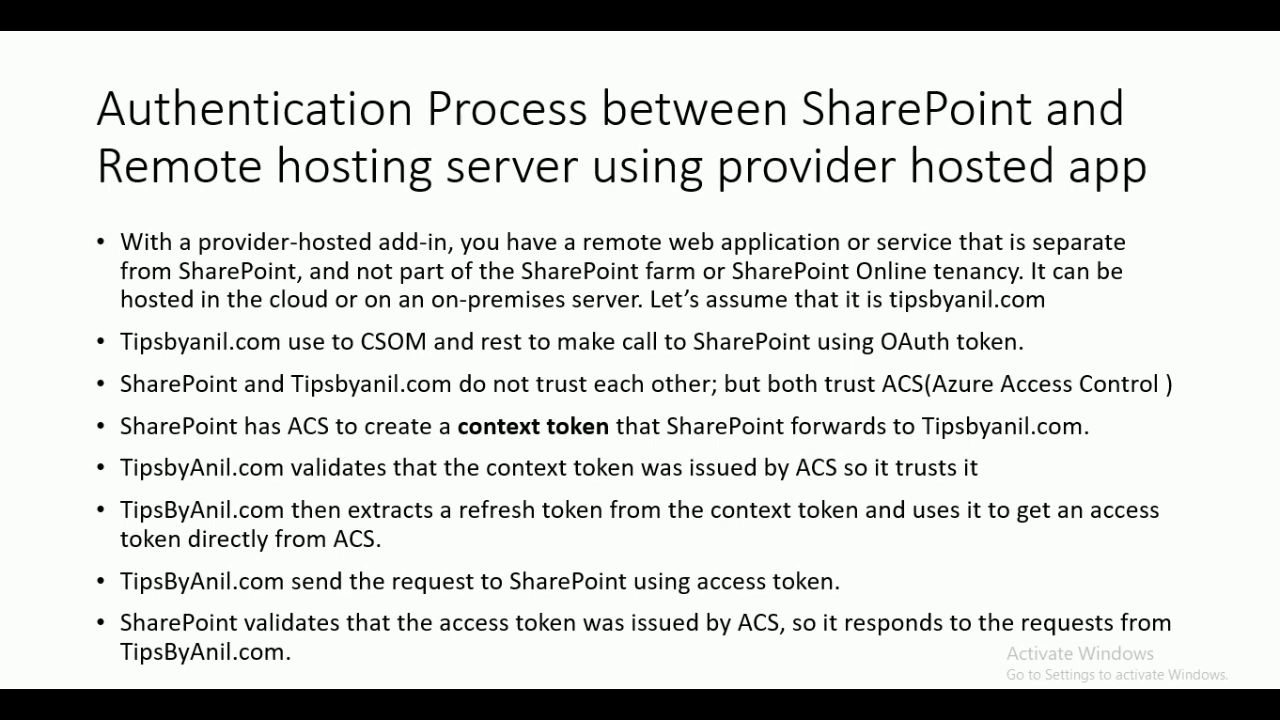 Authentication Process between SharePoint and
Remote hosting server using provider hosted app
• With a provider-hosted add-in, you have a remote web application or service that is separate
from SharePoint, and not part of the SharePoint farm or SharePoint Online tenancy. It can be
hosted in the cloud or on an on-premises server. Let’s assume that it is tipsbyanil.com
• Tipsbyanil.com use to CSOM and rest to make call to SharePoint using OAuth token.
• SharePoint and Tipsbyanil.com do not trust each other; but both trust ACS(Azure Access Control )
• SharePoint has ACS to create a context token that SharePoint forwards to Tipsbyanil.com.
• TipsbyAnil.com validates that the context token was issued by ACS so it trusts it
• TipsByAnil.com then extracts a refresh token from the context token and uses it to get an access
token directly from ACS.
• TipsByAnil.com send the request to SharePoint using access token.
• SharePoint validates that the access token was issued by ACS, so it responds to the requests from
TipsByAnil.com.
Activate Windows
Go to Settings to activate Windows.